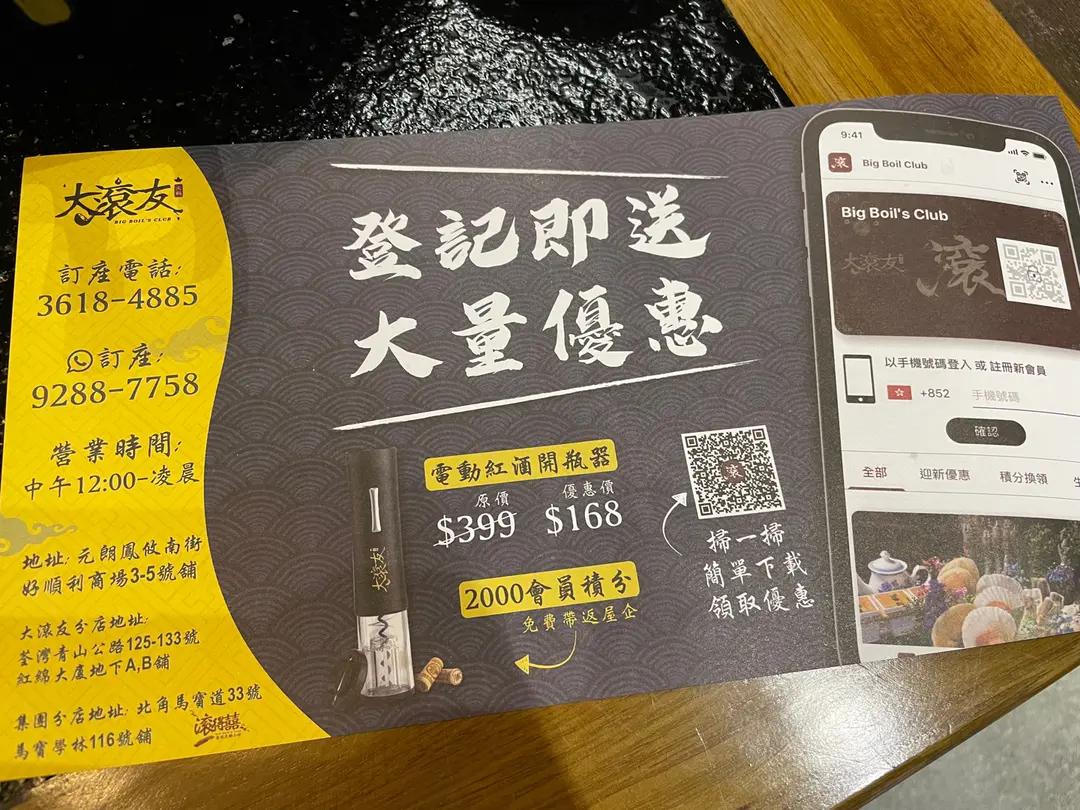 大滾友
BIG BOIL'S CLUB
訂座電話:
3618-4885
訂座:
9288-7758
營業時間:
中午12:00-凌晨
地址: 元朗鳳攸南街
好順利商場3-5號舖
大滾友分店地址:
荃灣青山公路125-133號
紅綿大廈地下A,B舖
集團分店地址: 北角馬寶道33號
馬寶學林116號舖
滾得囍
登記即送
大量優惠
電動紅酒開瓶器
原價
$399
優惠價
$168
2000會員積分
免費帶返屋企
大滾友
滾
掃一掃
簡單下載
領取優惠
9:41
滾
Big Boil Club
Big Boil's Club
大滾友
滾
以手機號碼登入 或 註冊新會員
+852
手機號碼
確認
全部
迎新優惠
積分換領